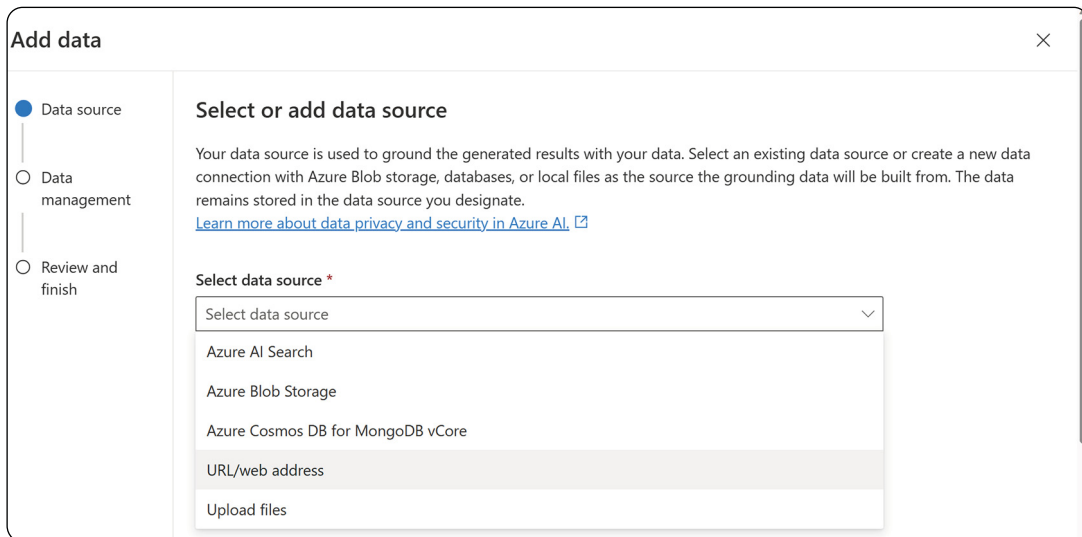 Add data
Data source
Data
management
Review and
finish
Select or add data source
Your data source is used to ground the generated results with your data. Select an existing data source or create a new data
connection with Azure Blob storage, databases, or local files as the source the grounding data will be built from. The data
remains stored in the data source you designate.
Learn more about data privacy and security in Azure AI.
Select data source *
Select data source
Azure AI Search
Azure Blob Storage
Azure Cosmos DB for MongoDB vCore
URL/web address
Upload files